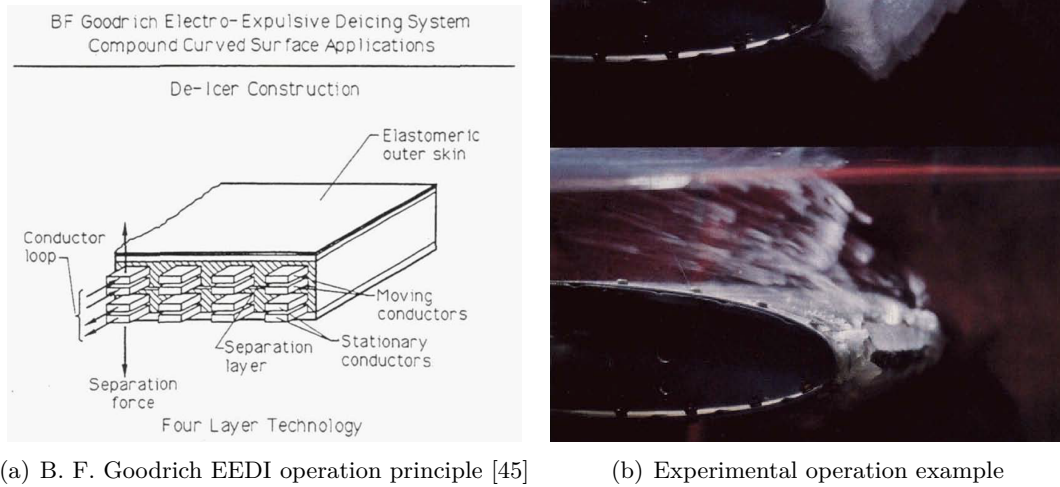 BF Goodrich Electro-Expulsive Deicing System
Compound Curved Surface Applications
De-Icer Construction
Elastomeric
outer skin
Conductor
loop
Moving
conductors
Stationary
conductors
Separation
layer
Separation
force
Four Layer Technology
(a) B. F. Goodrich EEDI operation principle [45]
(b) Experimental operation example